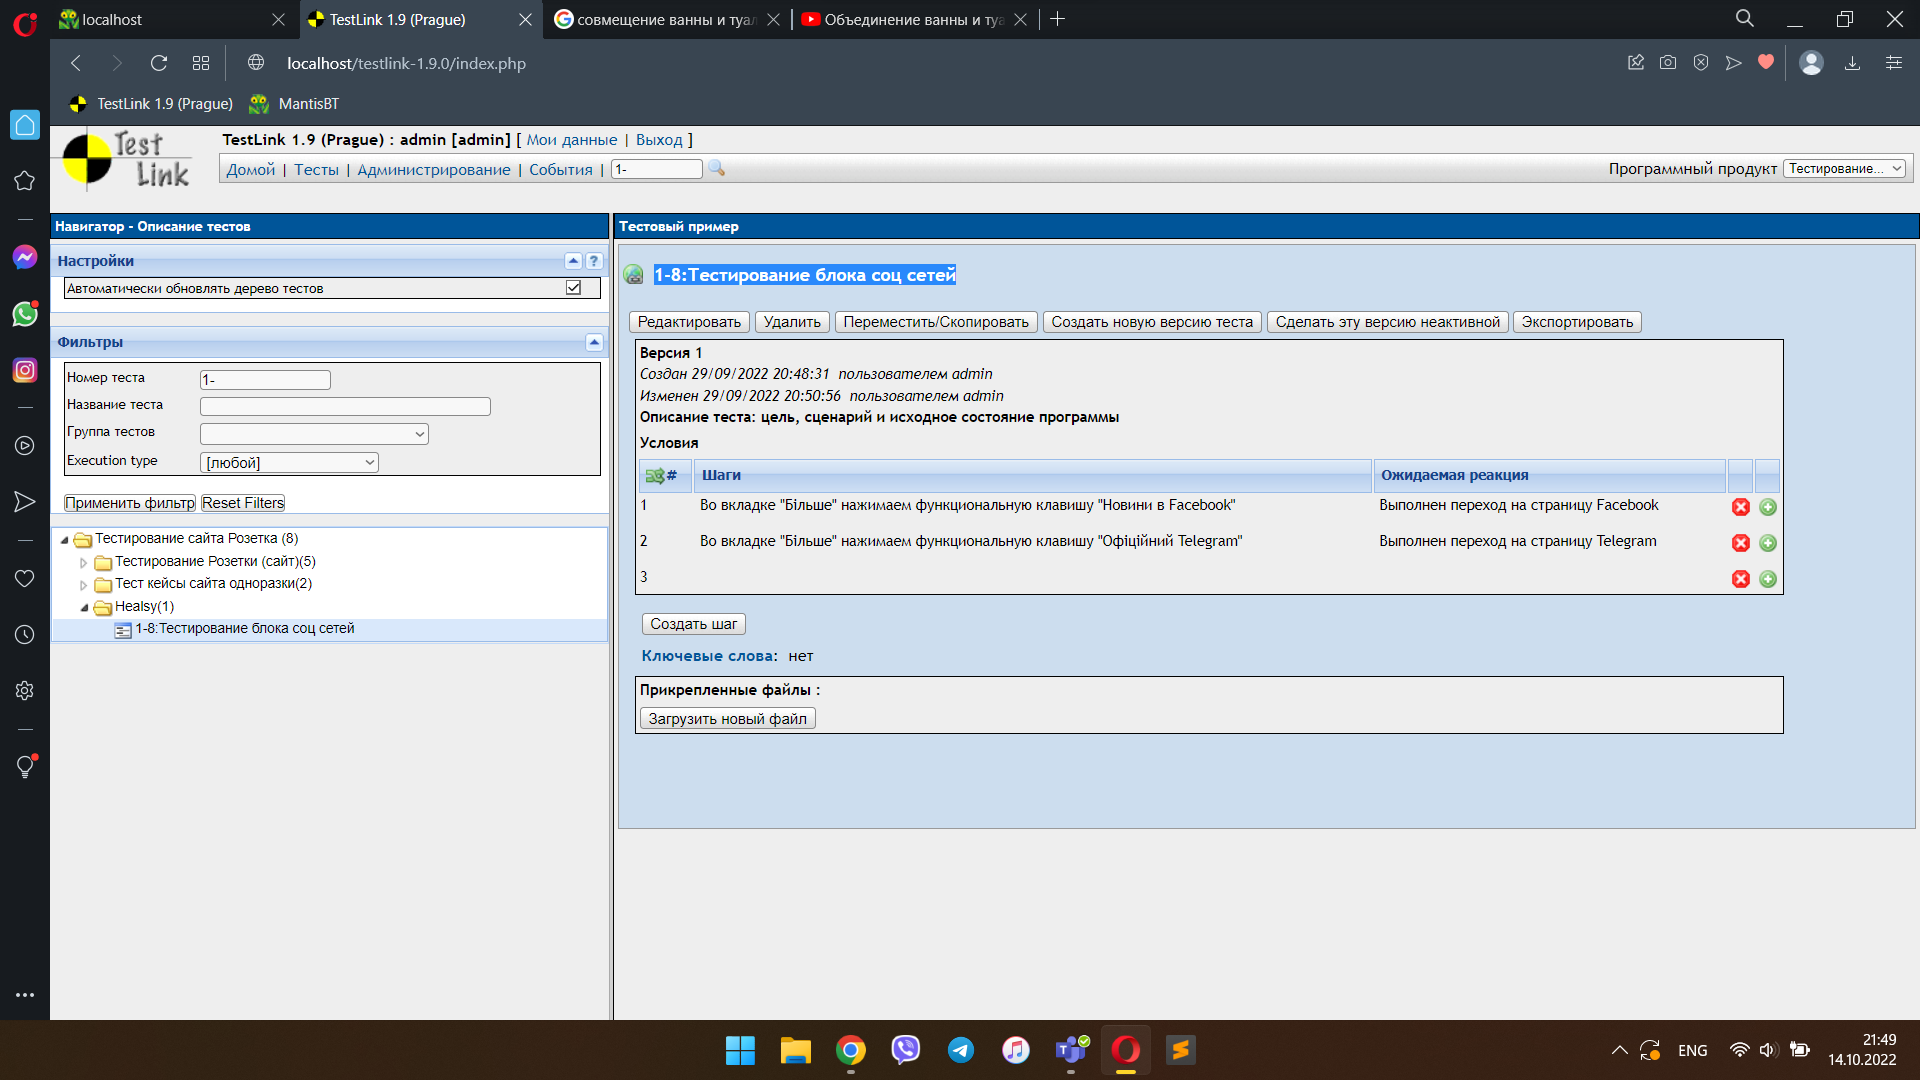 localhost
TestLink 1.9 (Prague)
совмещение ванны и туал
Объединение ванны и туа
localhost/testlink-1.9.0/index.php
TestLink 1.9 (Prague)
MantisBT
Test
Link
TestLink 1.9 (Prague) : admin [admin] [ Мои данные | Выход ]
Домой | Тесты | Администрирование | События | 1-
Программный продукт Тестирование...
Навигатор - Описание тестов
Настройки
Автоматически обновлять дерево тестов
Фильтры
Номер теста 1-
Название теста
Группа тестов
Execution type [любой]
Применить фильтр Reset Filters
Тестирование сайта Розетка (8)
Тестирование Розетки (сайт)(5)
Тест кейсы сайта одноразки(2)
Healsy(1)
1-8:Тестирование блока соц сетей
Тестовый пример
1-8:Тестирование блока соц сетей
Редактировать Удалить Переместить/Скопировать Создать новую версию теста Сделать эту версию неактивной Экспортировать
Версия 1
Создан 29/09/2022 20:48:31 пользователем admin
Изменен 29/09/2022 20:50:56 пользователем admin
Описание теста: цель, сценарий и исходное состояние программы
Условия
# Шаги Ожидаемая реакция
1 Во вкладке "Більше" нажимаем функциональную клавишу "Новини в Facebook" Выполнен переход на страницу Facebook
2 Во вкладке "Більше" нажимаем функциональную клавишу "Офіційний Telegram" Выполнен переход на страницу Telegram
3
Создать шаг
Ключевые слова: нет
Прикрепленные файлы :
Загрузить новый файл
ENG
21:49
14.10.2022